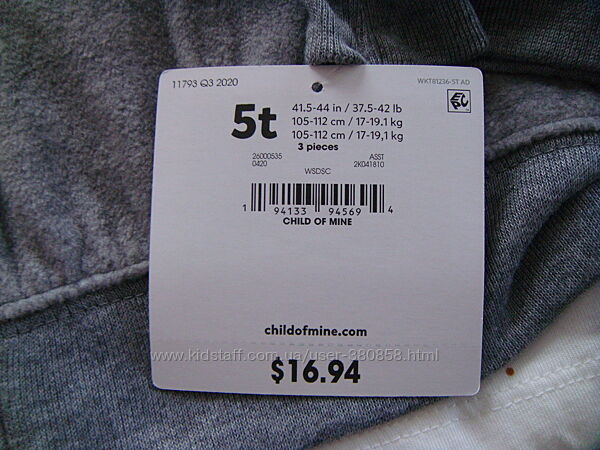 11793 Q3 2020
WKT81236-5T AD
5t
41.5-44 in / 37.5-42 lb
105-112 cm / 17-19.1 kg
105-112 cm / 17-19,1 kg
3 pieces
26000535 ASST
0420 2K041810
WSDSC
1 94133 94569 4
CHILD OF MINE
childofmine.com
www.kidstaff.com.ua/user-380858.html
$16.94